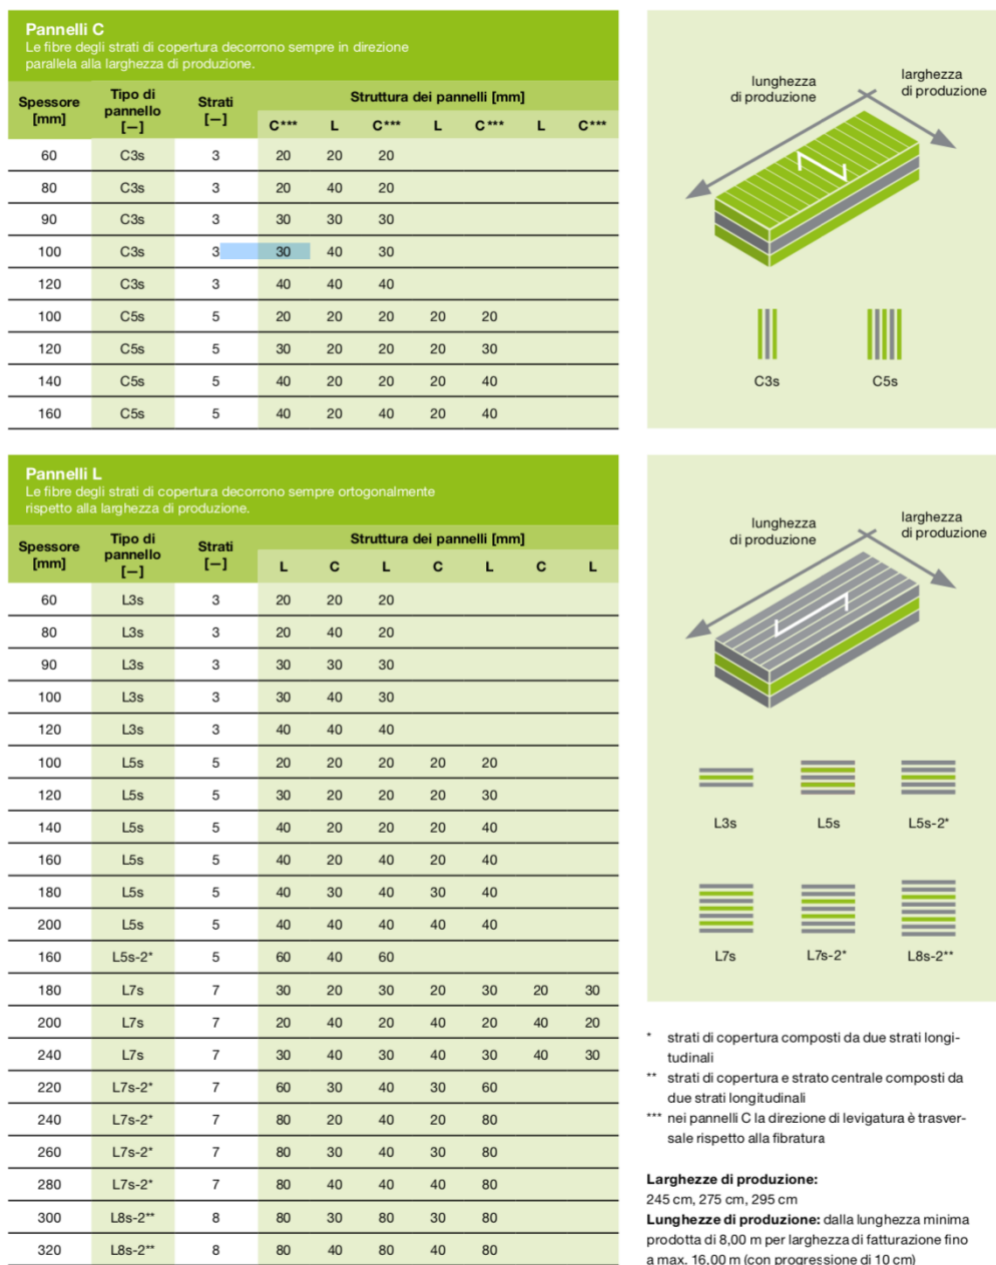 Pannelli C
Le fibre degli strati di copertura decorrono sempre in direzione
parallela alla larghezza di produzione.
Spessore [mm] Tipo di pannello [—] Strati [—] Struttura dei pannelli [mm]
C*** L C*** L C*** L C***
60 C3s 3 20 20 20
80 C3s 3 20 40 20
90 C3s 3 30 30 30
100 C3s 3 30 40 30
120 C3s 3 40 40 40
100 C5s 5 20 20 20 20 20
120 C5s 5 30 20 20 20 30
140 C5s 5 40 20 20 20 40
160 C5s 5 40 20 40 20 40
lunghezza
di produzione
larghezza
di produzione
C3s C5s
Pannelli L
Le fibre degli strati di copertura decorrono sempre ortogonalmente
rispetto alla larghezza di produzione.
Spessore [mm] Tipo di pannello [—] Strati [—] Struttura dei pannelli [mm]
L C L C L C L
60 L3s 3 20 20 20
80 L3s 3 20 40 20
90 L3s 3 30 30 30
100 L3s 3 30 40 30
120 L3s 3 40 40 40
100 L5s 5 20 20 20 20 20
120 L5s 5 30 20 20 20 30
140 L5s 5 40 20 20 20 40
160 L5s 5 40 20 40 20 40
180 L5s 5 40 30 40 30 40
200 L5s 5 40 40 40 40 40
160 L5s-2* 5 60 40 60
180 L7s 7 30 20 30 20 30 20 30
200 L7s 7 20 40 20 40 20 40 20
240 L7s 7 30 40 30 40 30 40 30
220 L7s-2* 7 60 30 40 30 60
240 L7s-2* 7 80 20 40 20 80
260 L7s-2* 7 80 30 40 30 80
280 L7s-2* 7 80 40 40 40 80
300 L8s-2** 8 80 30 80 30 80
320 L8s-2** 8 80 40 80 40 80
lunghezza
di produzione
larghezza
di produzione
L3s L5s L5s-2*
L7s L7s-2* L8s-2**
* strati di copertura composti da due strati longi-
tudinali
** strati di copertura e strato centrale composti da
due strati longitudinali
*** nei pannelli C la direzione di levigatura è trasver-
sale rispetto alla fibratura
Larghezze di produzione:
245 cm, 275 cm, 295 cm
Lunghezze di produzione: dalla lunghezza minima
prodotta di 8,00 m per larghezza di fatturazione fino
a max. 16,00 m (con progressione di 10 cm)